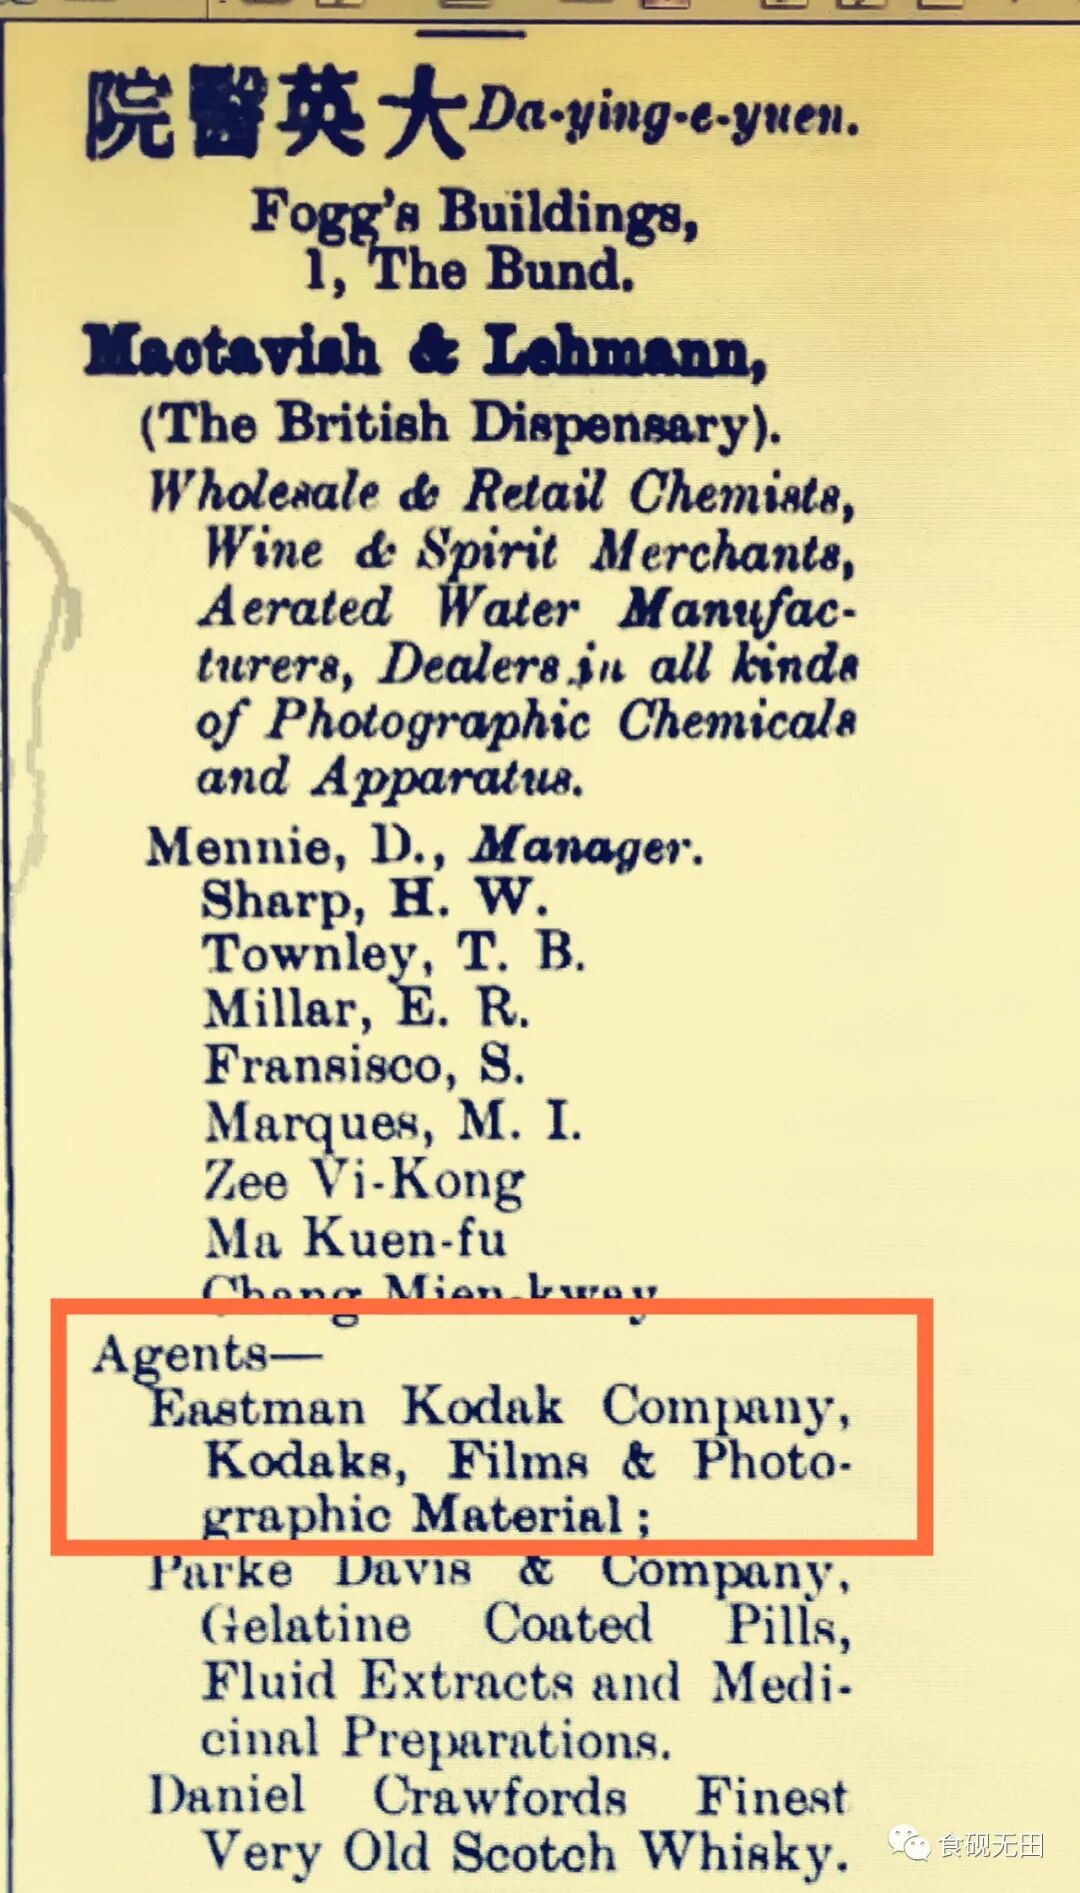 院醫英大 Da-ying-e-yuen.
Fogg's Buildings,
1, The Bund.
Mactavish & Lehmann,
(The British Dispensary).
Wholesale & Retail Chemists,
Wine & Spirit Merchants,
Aerated Water Manufac-
turers, Dealers in all kinds
of Photographic Chemicals
and Apparatus.
Mennie, D., Manager.
Sharp, H. W.
Townley, T. B.
Millar, E. R.
Fransisco, S.
Marques, M. I.
Zee Vi-Kong
Ma Kuen-fu
Chang Mien-kway
Agents—
Eastman Kodak Company,
Kodaks, Films & Photo-
graphic Material;
Parke Davis & Company,
Gelatine Coated Pills,
Fluid Extracts and Medi-
cinal Preparations.
Daniel Crawfords Finest
Very Old Scotch Whisky.
食砚无田